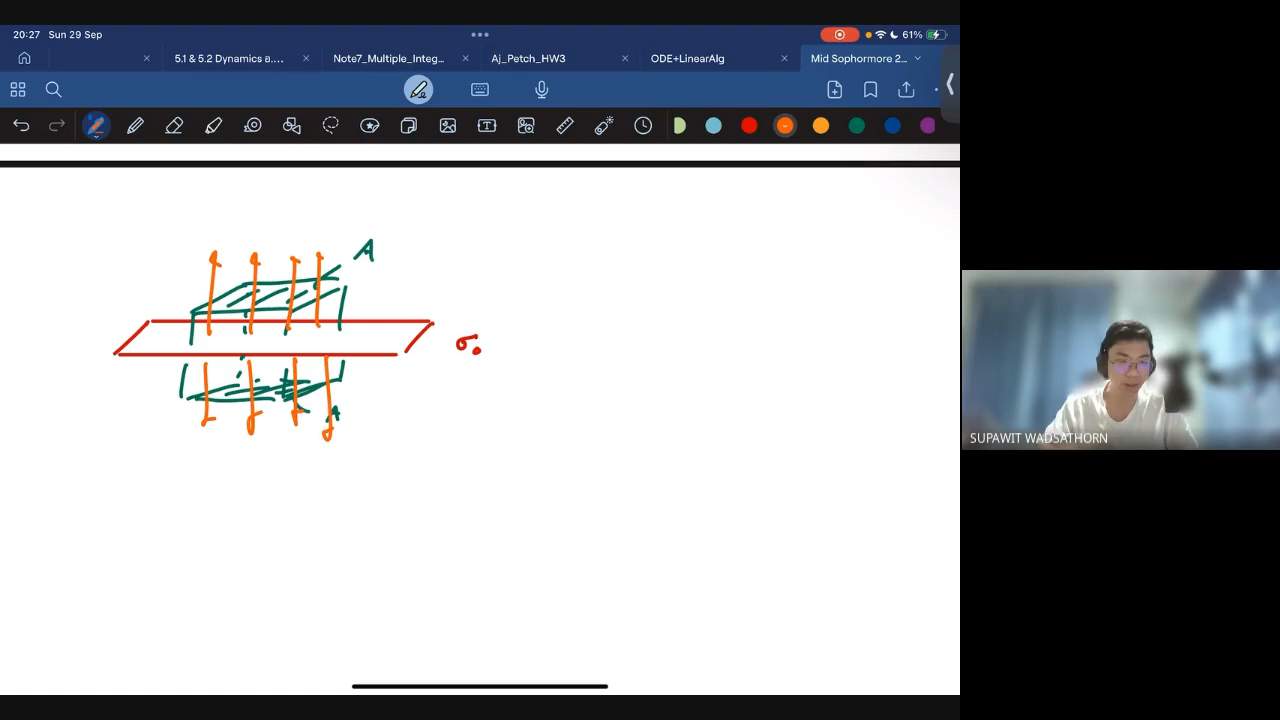 20:27 Sun 29 Sep
61%
5.1 & 5.2 Dynamics a....
Note7_Multiple_Integ...
Aj_Petch_HW3
ODE+LinearAlg
Mid Sophormore 2...
A
σ₀
A
SUPAWIT WADSATHORN